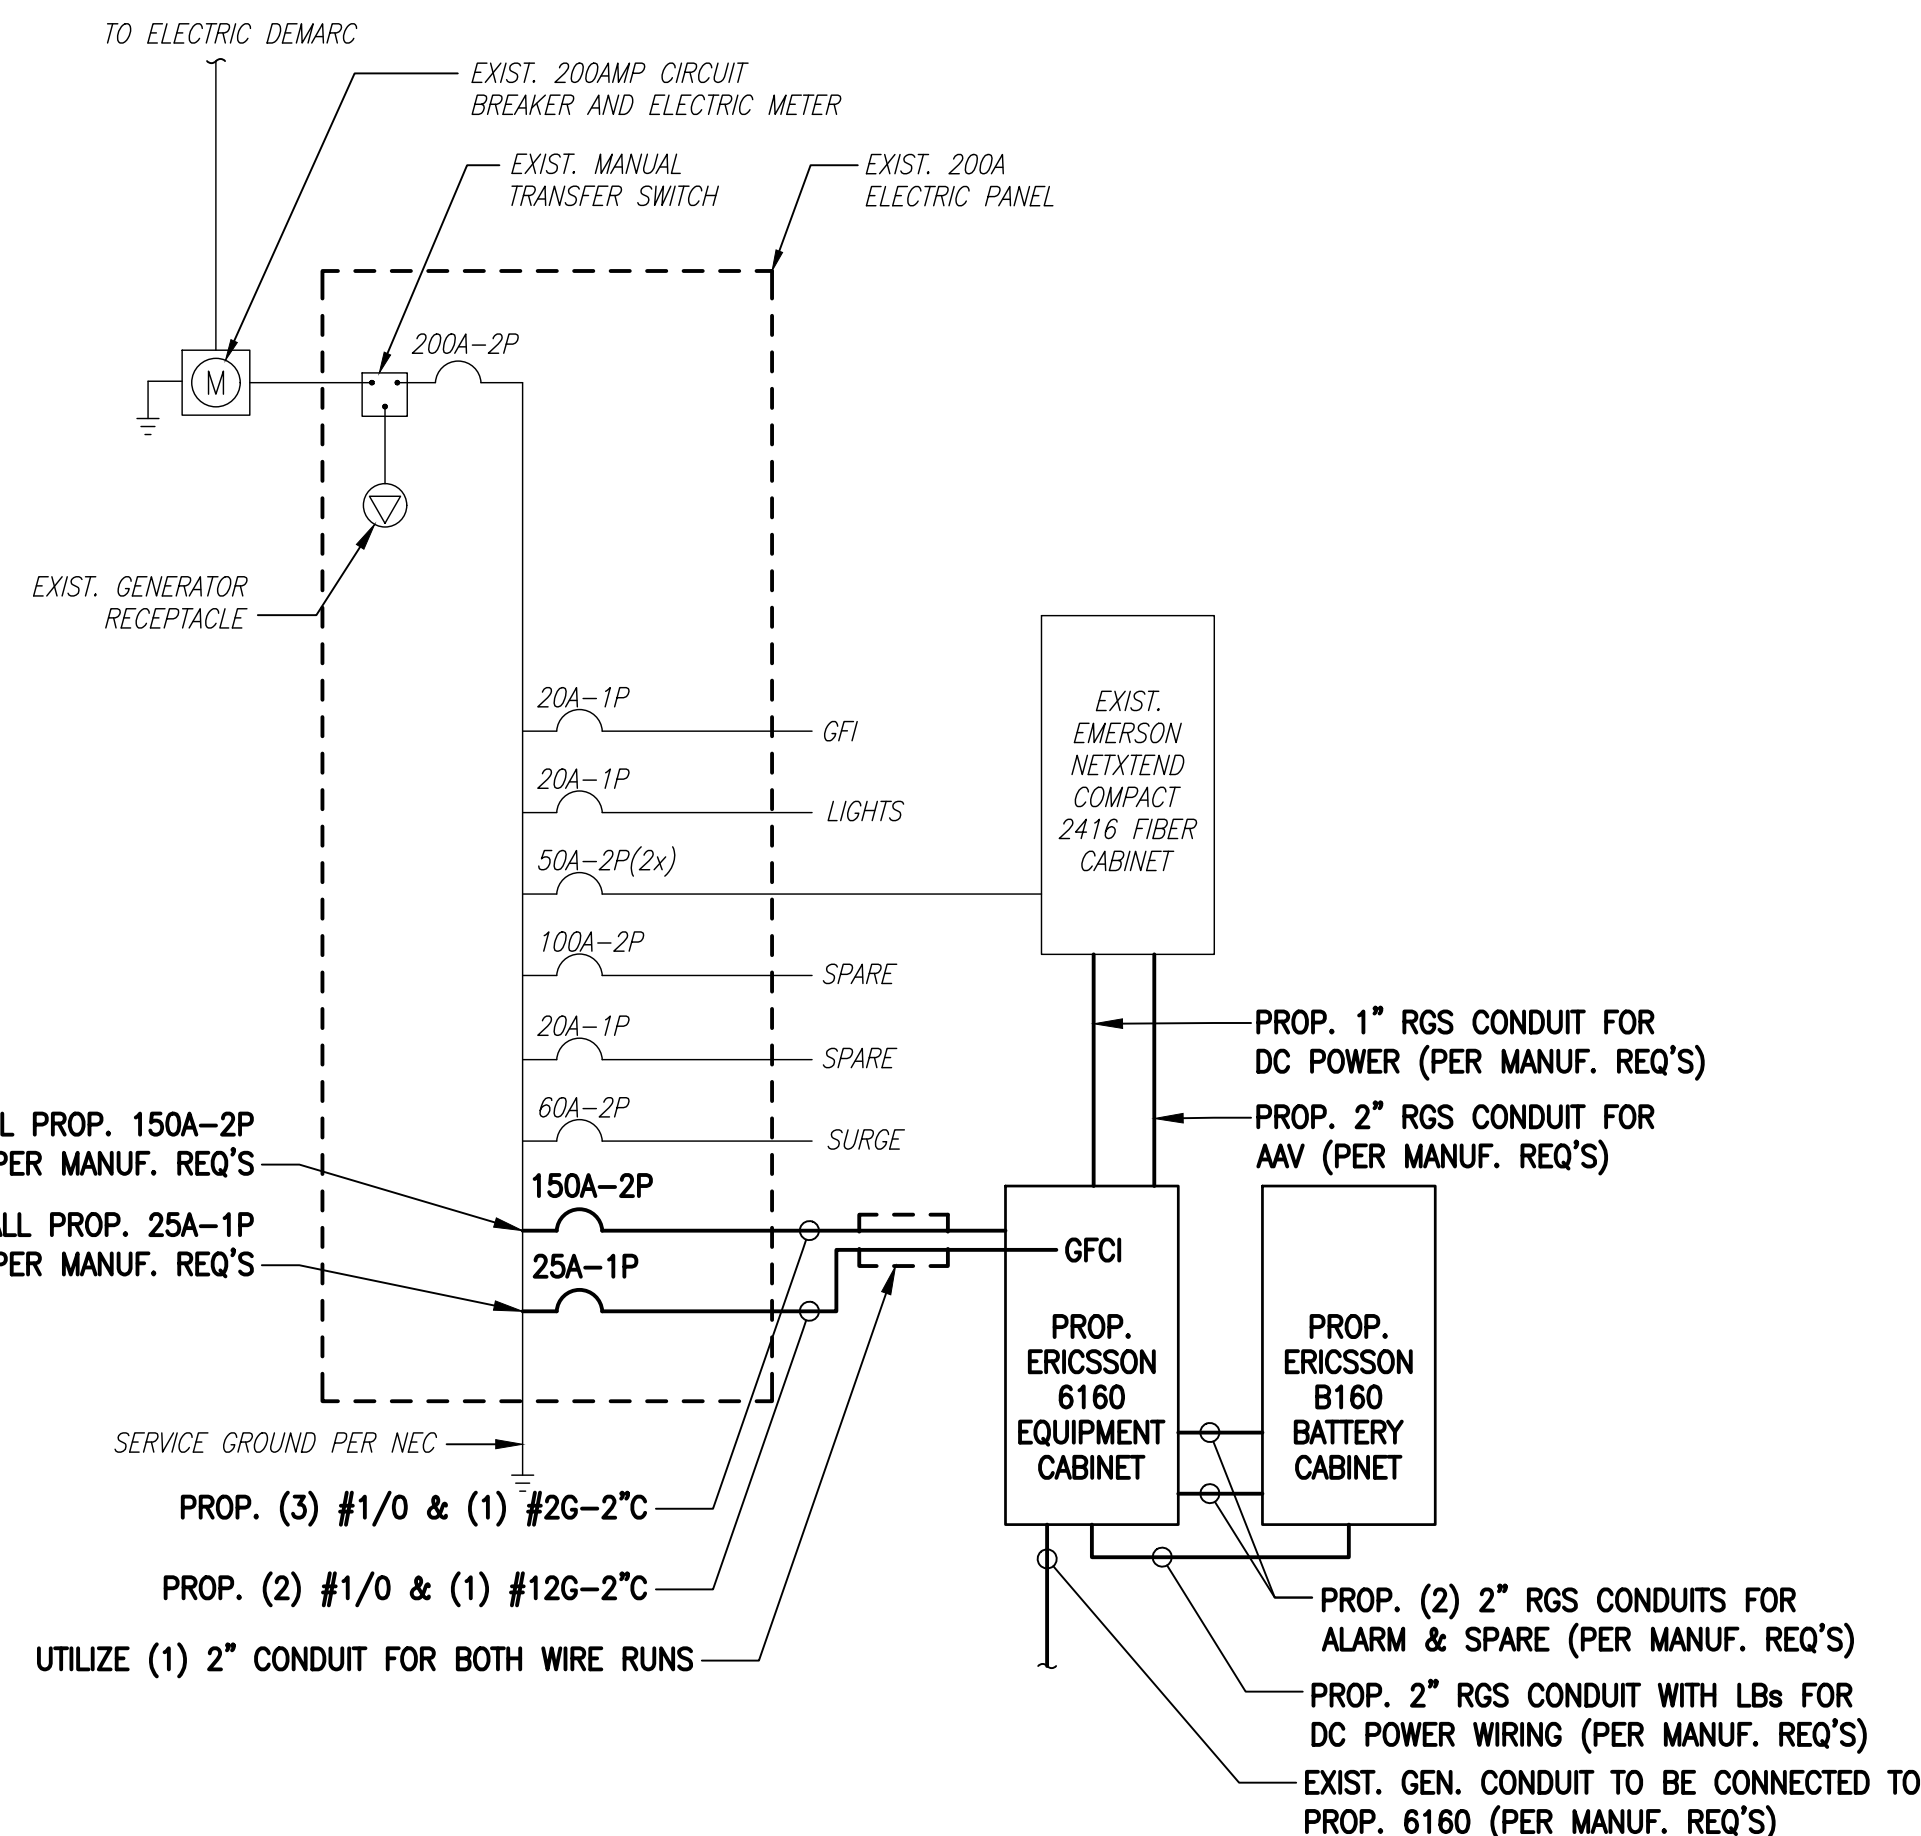 TO ELECTRIC DEMARC
EXIST. 200AMP CIRCUIT
BREAKER AND ELECTRIC METER
EXIST. MANUAL
TRANSFER SWITCH
EXIST. 200A
ELECTRIC PANEL
200A-2P
M
EXIST. GENERATOR
RECEPTACLE
20A-1P
GFI
20A-1P
LIGHTS
50A-2P(2x)
100A-2P
SPARE
20A-1P
SPARE
60A-2P
SURGE
EXIST.
EMERSON
NETXTEND
COMPACT
2416 FIBER
CABINET
PROP. 1" RGS CONDUIT FOR
DC POWER (PER MANUF. REQ'S)
PROP. 2" RGS CONDUIT FOR
AAV (PER MANUF. REQ'S)
PROP. 150A-2P
PER MANUF. REQ'S
150A-2P
PROP. 25A-1P
PER MANUF. REQ'S
25A-1P
GFCI
PROP.
ERICSSON
6160
EQUIPMENT
CABINET
PROP.
ERICSSON
B160
BATTERY
CABINET
SERVICE GROUND PER NEC
PROP. (3) #1/0 & (1) #2G-2"C
PROP. (2) #1/0 & (1) #12G-2"C
UTILIZE (1) 2" CONDUIT FOR BOTH WIRE RUNS
PROP. (2) 2" RGS CONDUITS FOR
ALARM & SPARE (PER MANUF. REQ'S)
PROP. 2" RGS CONDUIT WITH LBs FOR
DC POWER WIRING (PER MANUF. REQ'S)
EXIST. GEN. CONDUIT TO BE CONNECTED TO
PROP. 6160 (PER MANUF. REQ'S)